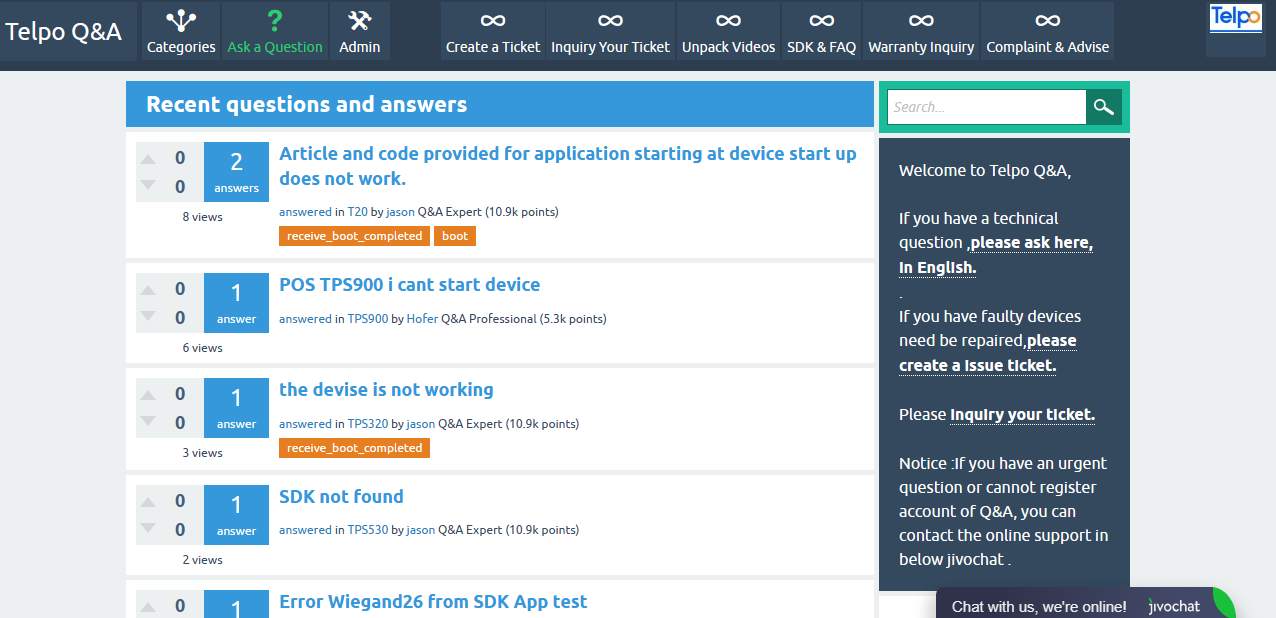 Telpo Q&A
Categories
Ask a Question
Admin
Create a Ticket
Inquiry Your Ticket
Unpack Videos
SDK & FAQ
Warranty Inquiry
Complaint & Advise
Telpo
Recent questions and answers
0
0
2
answers
8 views
Article and code provided for application starting at device start up
does not work.
answered in T20 by jason Q&A Expert (10.9k points)
receive_boot_completed boot
0
0
1
answer
6 views
POS TPS900 i cant start device
answered in TPS900 by Hofer Q&A Professional (5.3k points)
0
0
1
answer
3 views
the devise is not working
answered in TPS320 by jason Q&A Expert (10.9k points)
receive_boot_completed
0
0
1
answer
2 views
SDK not found
answered in TPS530 by jason Q&A Expert (10.9k points)
0
1
Error Wiegand26 from SDK App test
Search...
Welcome to Telpo Q&A,
If you have a technical
question ,please ask here,
in English.
.
If you have faulty devices
need be repaired,please
create a issue ticket.
Please inquiry your ticket.
Notice :If you have an urgent
question or cannot register
account of Q&A, you can
contact the online support in
below jivochat .
Chat with us, we're online! jivochat